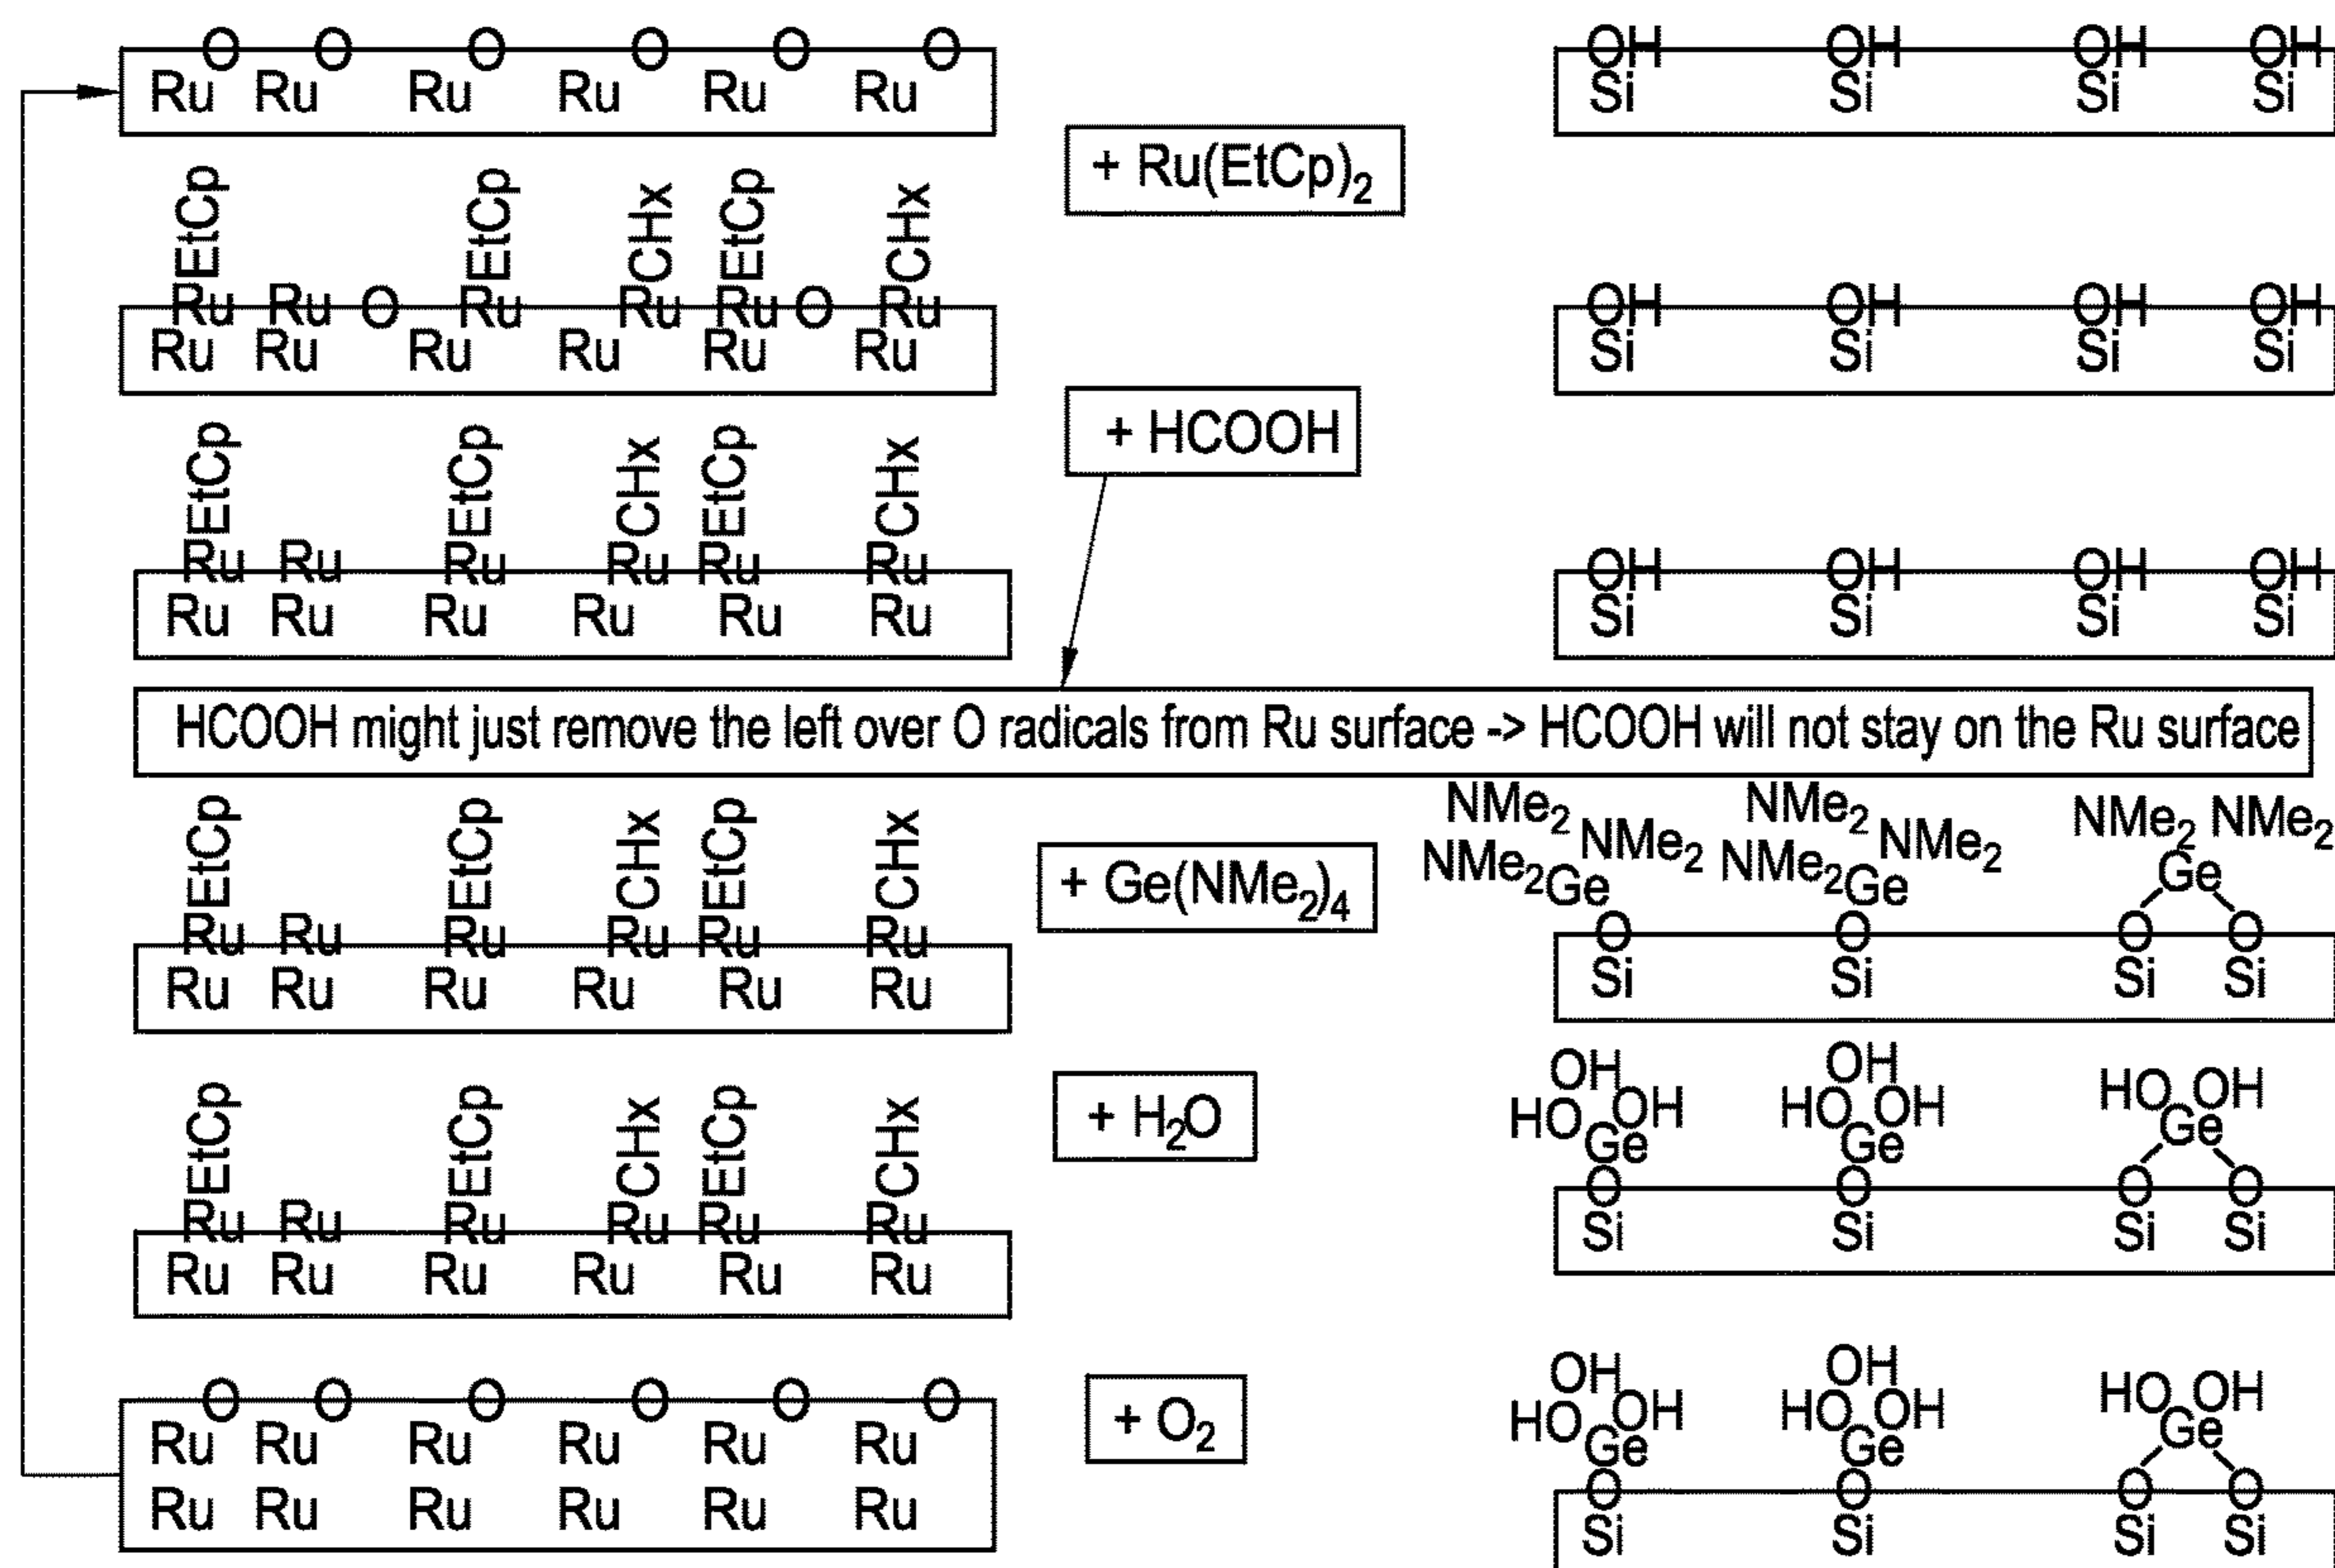 O O O O O O OH OH OH OH
Ru Ru Ru Ru Ru Ru Si Si Si Si
+ Ru(EtCp)₂
EtCp EtCp CHx EtCp CHx
Ru Ru O Ru Ru Ru O Ru OH OH OH OH
Ru Ru Ru Ru Ru Ru Si Si Si Si
+ HCOOH
EtCp EtCp CHx EtCp CHx
Ru Ru Ru Ru Ru Ru OH OH OH OH
Ru Ru Ru Ru Ru Ru Si Si Si Si
HCOOH might just remove the left over O radicals from Ru surface -> HCOOH will not stay on the Ru surface
NMe₂ NMe₂ NMe₂ NMe₂
NMe₂ NMe₂ NMe₂ NMe₂
EtCp EtCp CHx EtCp CHx + Ge(NMe₂)₄ Ge Ge Ge
Ru Ru Ru Ru Ru Ru O O O O
Ru Ru Ru Ru Ru Ru Si Si Si Si
OH OH
HO OH HO OH HO OH
EtCp EtCp CHx EtCp CHx + H₂O Ge Ge Ge
Ru Ru Ru Ru Ru Ru O O O O
Ru Ru Ru Ru Ru Ru Si Si Si Si
OH OH
O O O O O O + O₂ HO OH HO OH HO OH
Ru Ru Ru Ru Ru Ru Ge Ge Ge
O O O O
Ru Ru Ru Ru Ru Ru Si Si Si Si